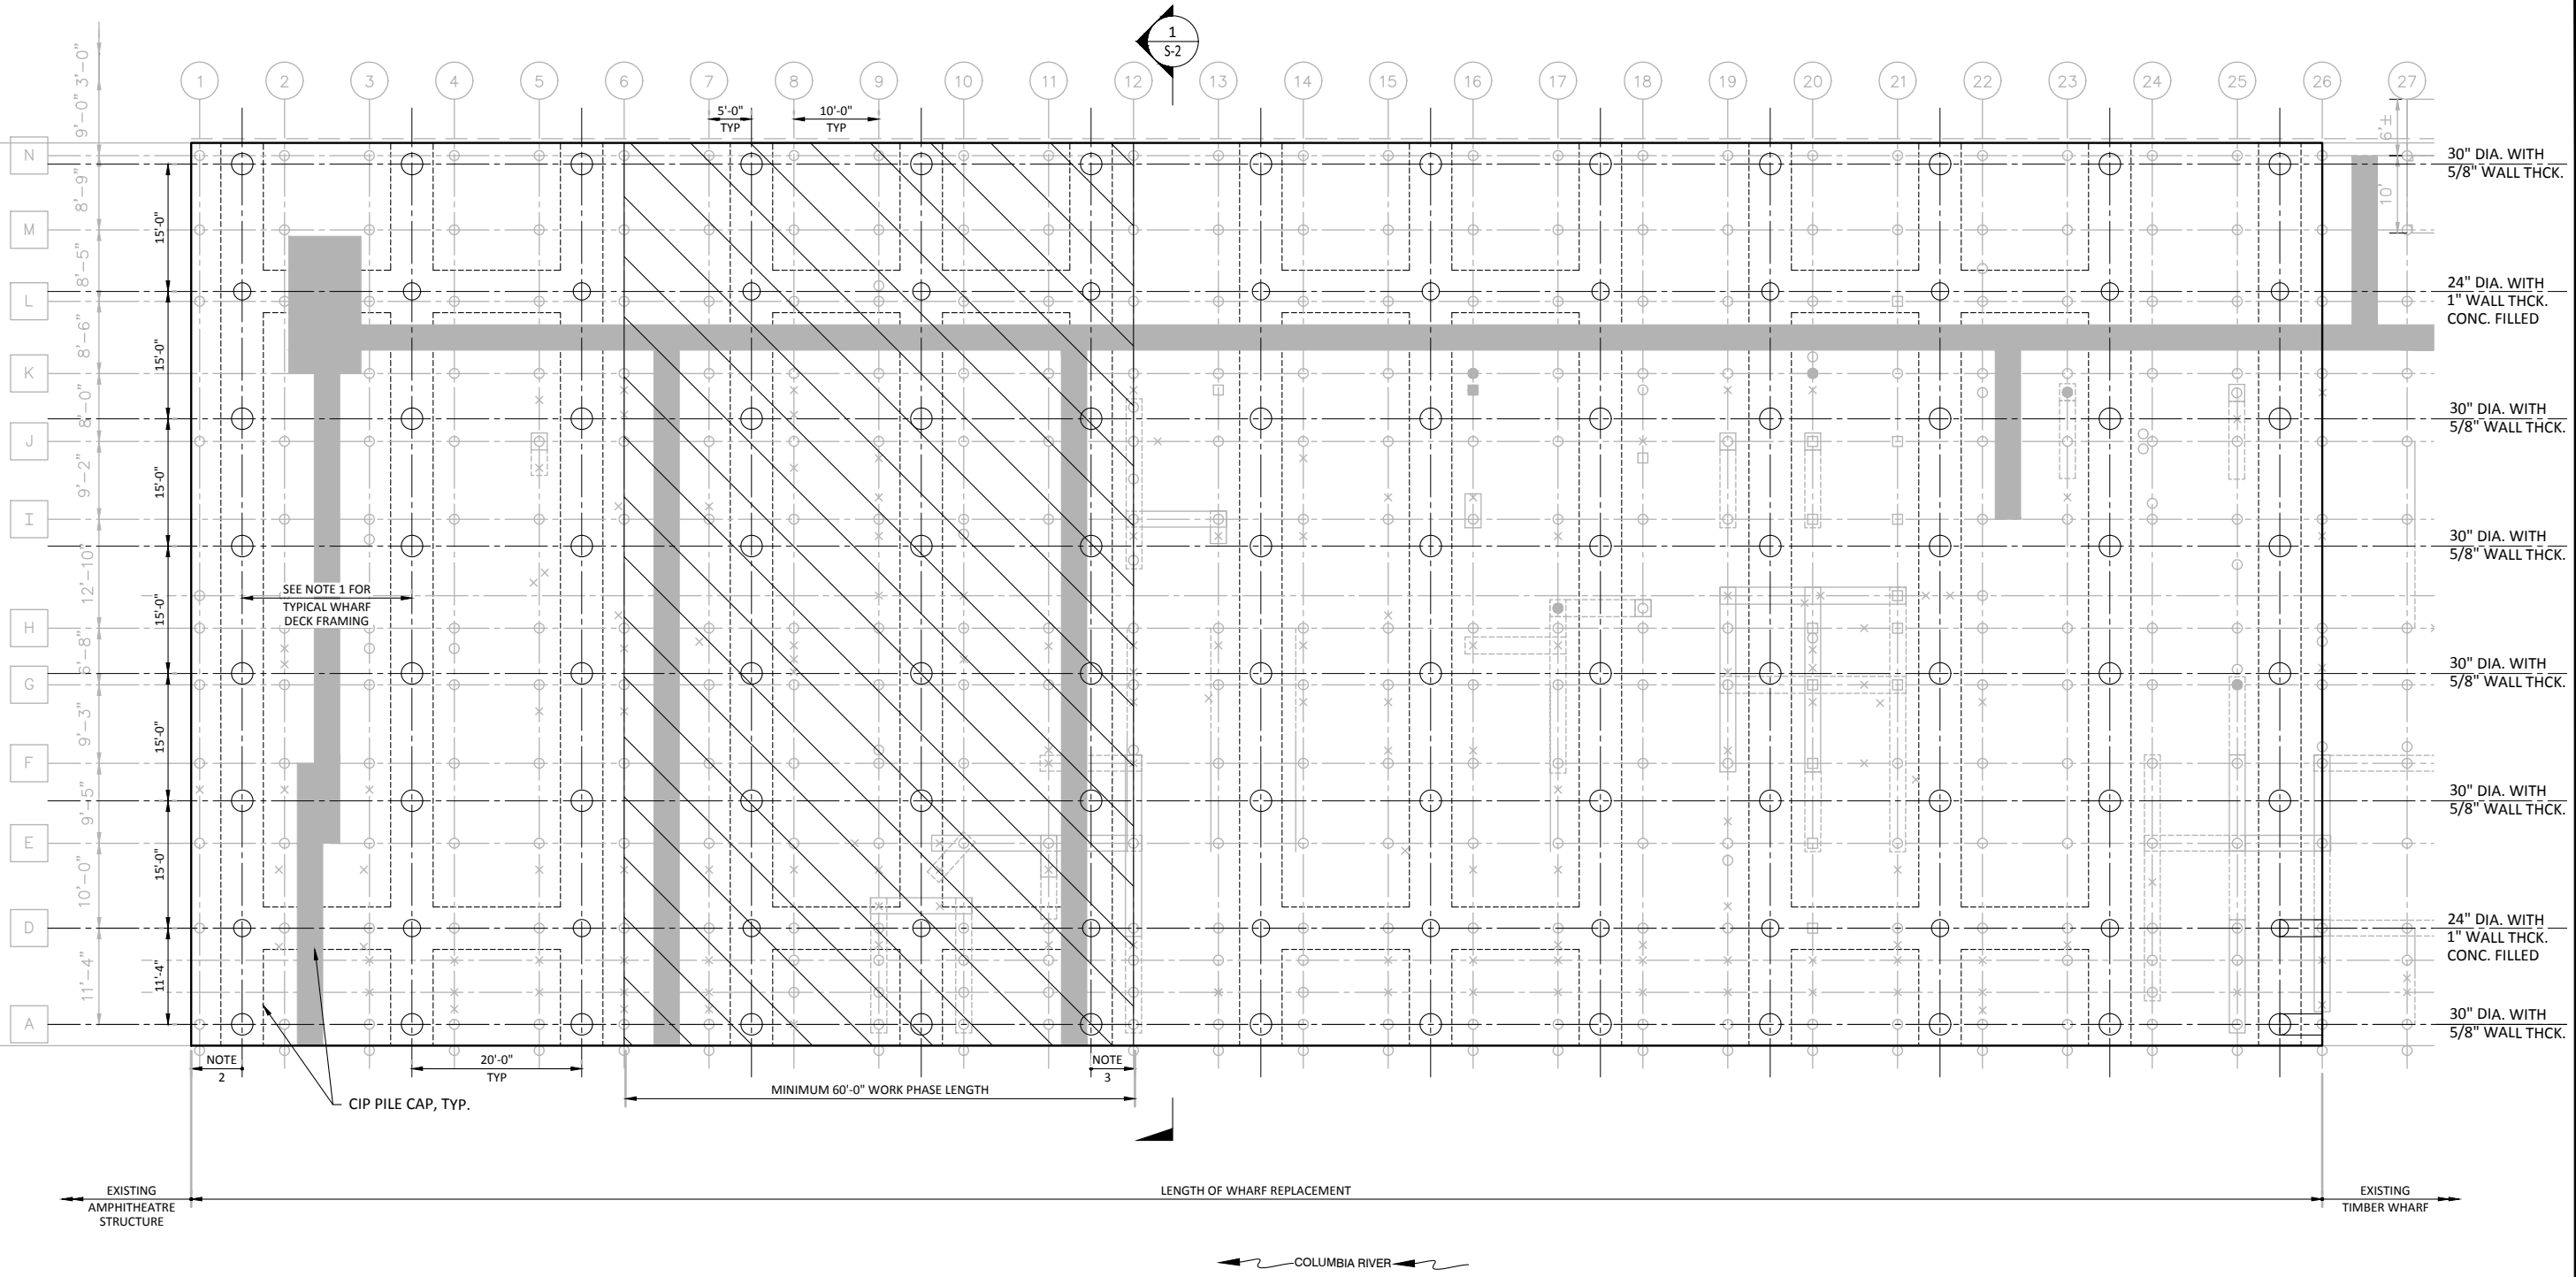 1
S-2
1 2 3 4 5 6 7 8 9 10 11 12 13 14 15 16 17 18 19 20 21 22 23 24 25 26 27
5'-0"
TYP
10'-0"
TYP
3'-0"
9'-0"
8'-9"
8'-5"
8'-6"
8'-0"
9'-2"
12'-10"
6'-8"
9'-3"
9'-5"
10'-0"
11'-4"
N
M
L
K
J
I
H
G
F
E
D
A
15'-0"
15'-0"
15'-0"
15'-0"
15'-0"
15'-0"
11'-4"
6'±
10'
30" DIA. WITH
5/8" WALL THCK.
24" DIA. WITH
1" WALL THCK.
CONC. FILLED
30" DIA. WITH
5/8" WALL THCK.
30" DIA. WITH
5/8" WALL THCK.
30" DIA. WITH
5/8" WALL THCK.
30" DIA. WITH
5/8" WALL THCK.
24" DIA. WITH
1" WALL THCK.
CONC. FILLED
30" DIA. WITH
5/8" WALL THCK.
SEE NOTE 1 FOR
TYPICAL WHARF
DECK FRAMING
NOTE
2
20'-0"
TYP
NOTE
3
MINIMUM 60'-0" WORK PHASE LENGTH
CIP PILE CAP, TYP.
EXISTING
AMPHITHEATRE
STRUCTURE
LENGTH OF WHARF REPLACEMENT
EXISTING
TIMBER WHARF
COLUMBIA RIVER